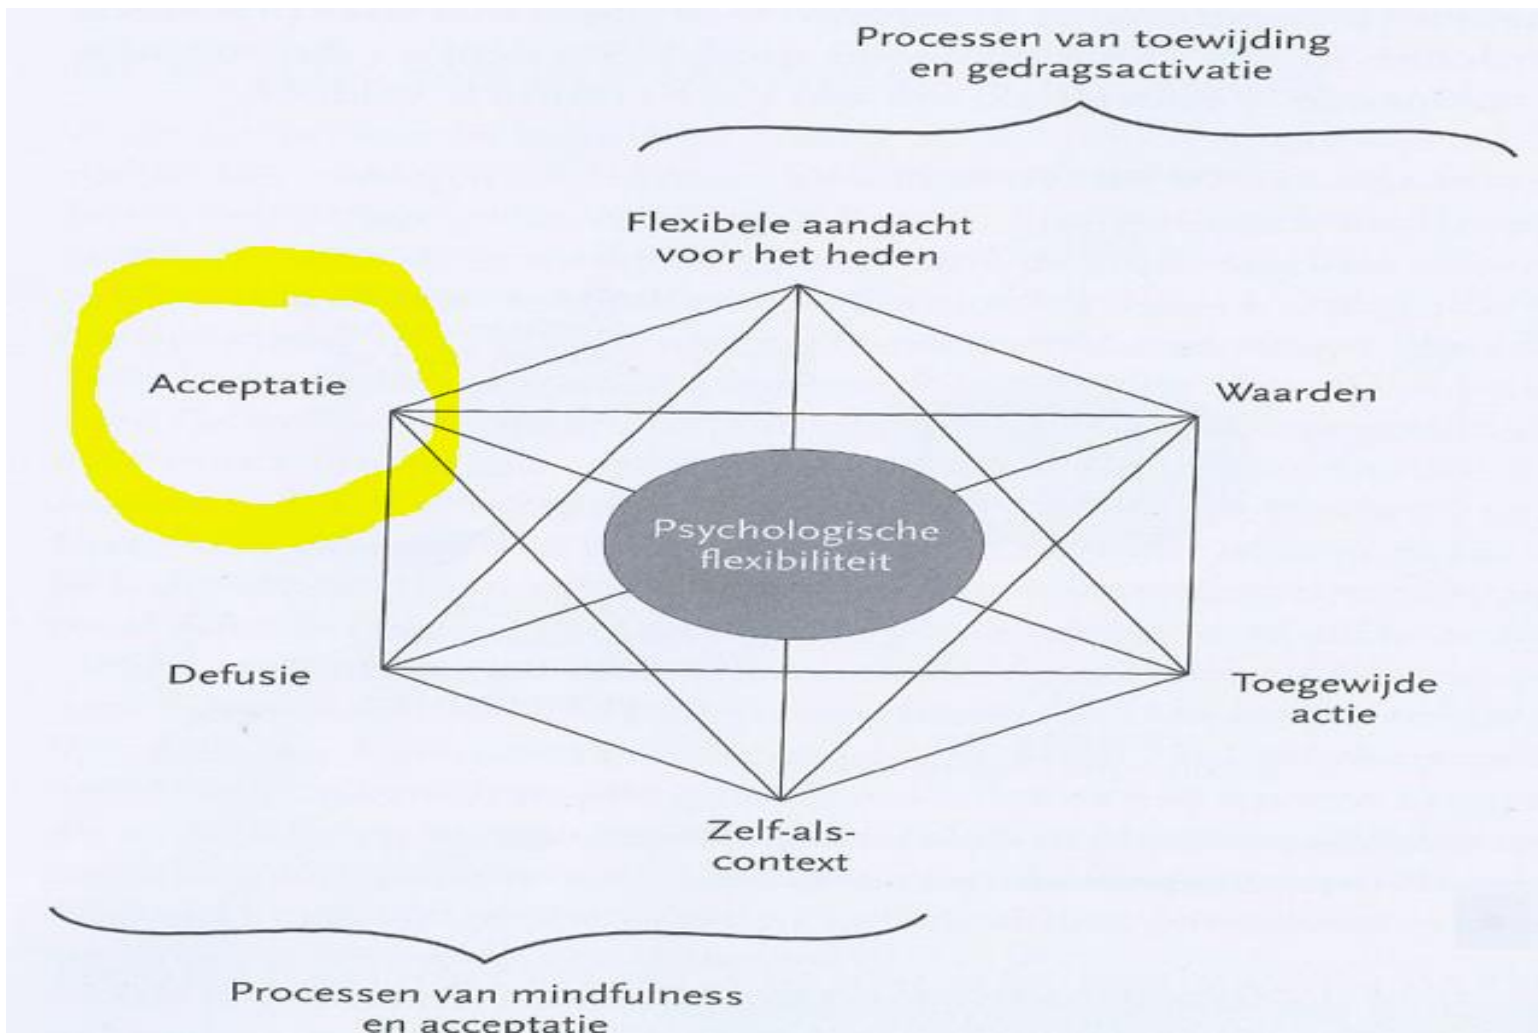 Processen van toewijding
en gedragsactivatie
Flexibele aandacht
voor het heden
Acceptatie
Waarden
Psychologische
flexibiliteit
Defusie
Toegewijde
actie
Zelf-als-
context
Processen van mindfulness
en acceptatie